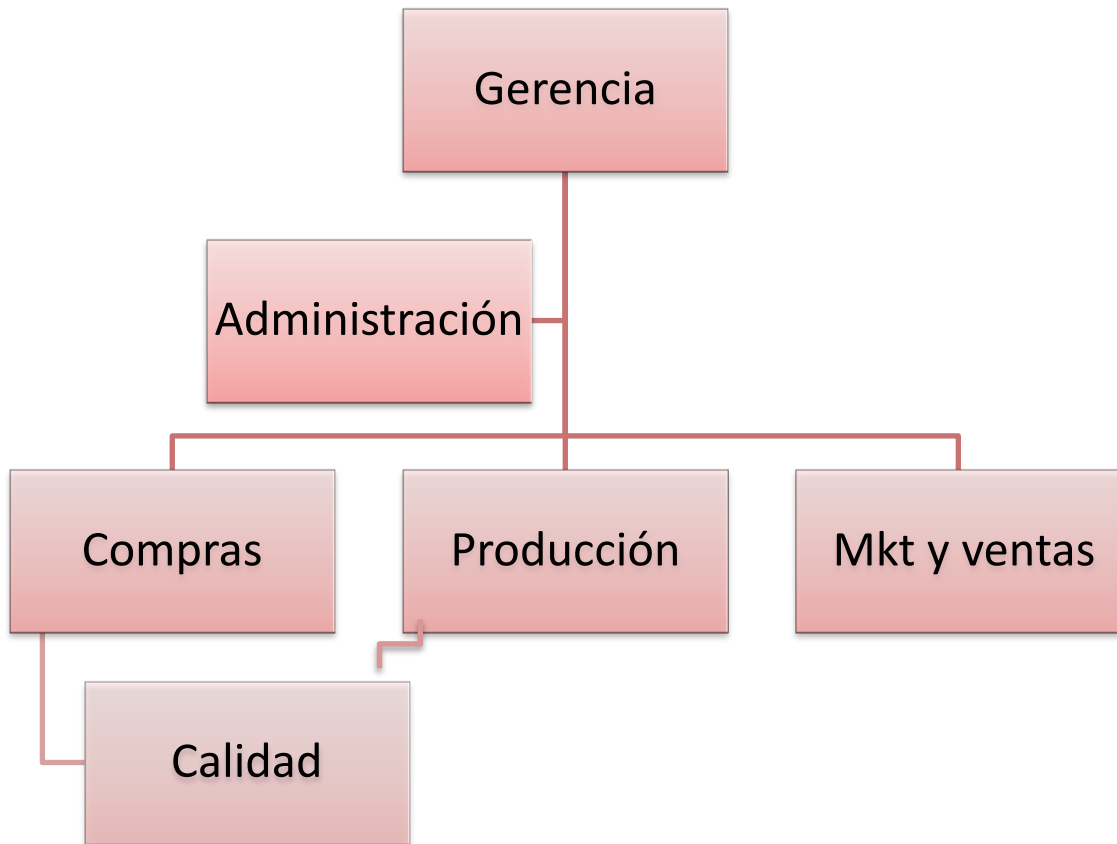 Gerencia
Administración
Compras
Producción
Mkt y ventas
Calidad